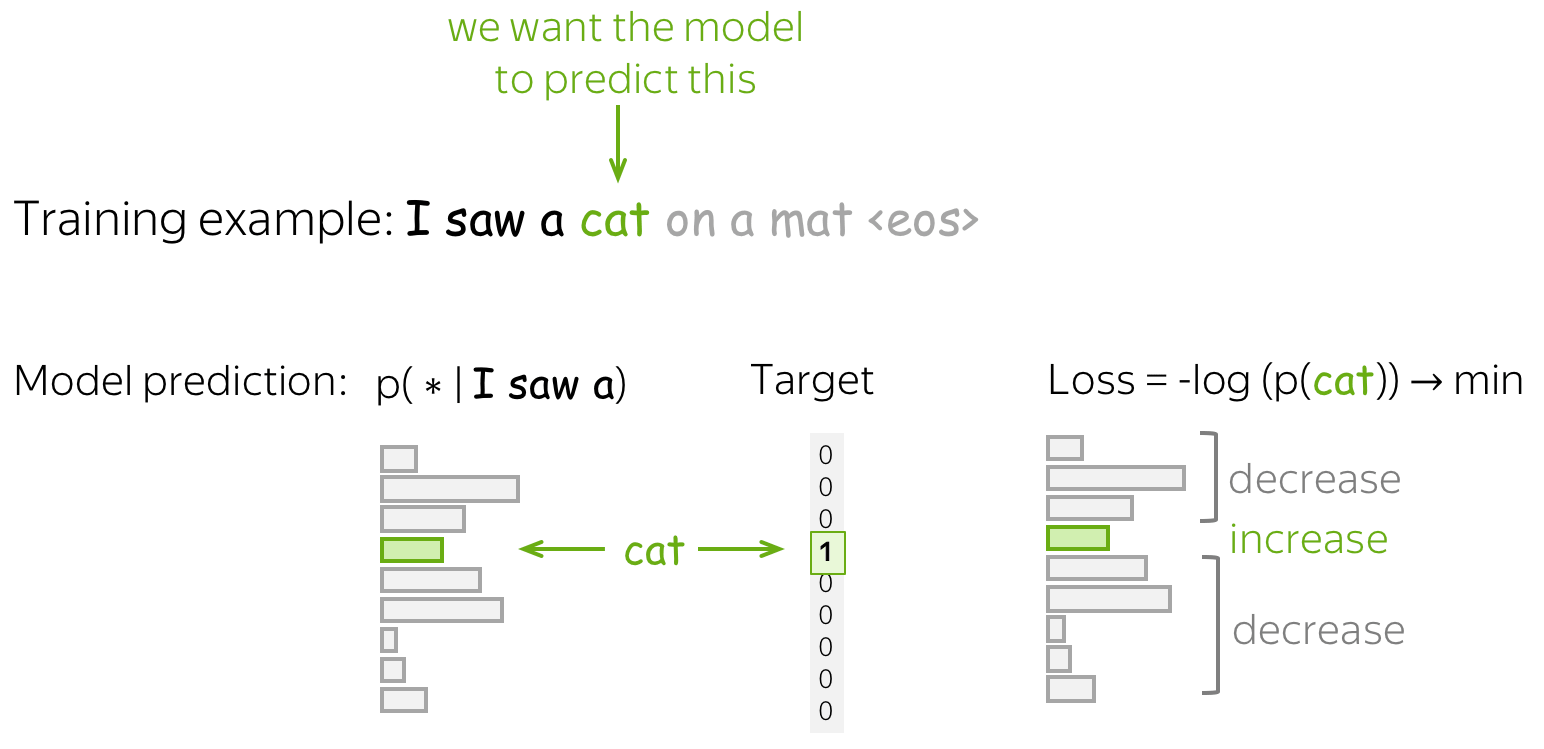 we want the model
to predict this
Training example: I saw a cat on a mat <eos>
Model prediction: p( * | I saw a)
Target
Loss = -log (p(cat)) → min
0
0
0
1
0
0
0
0
0
cat
decrease
increase
decrease